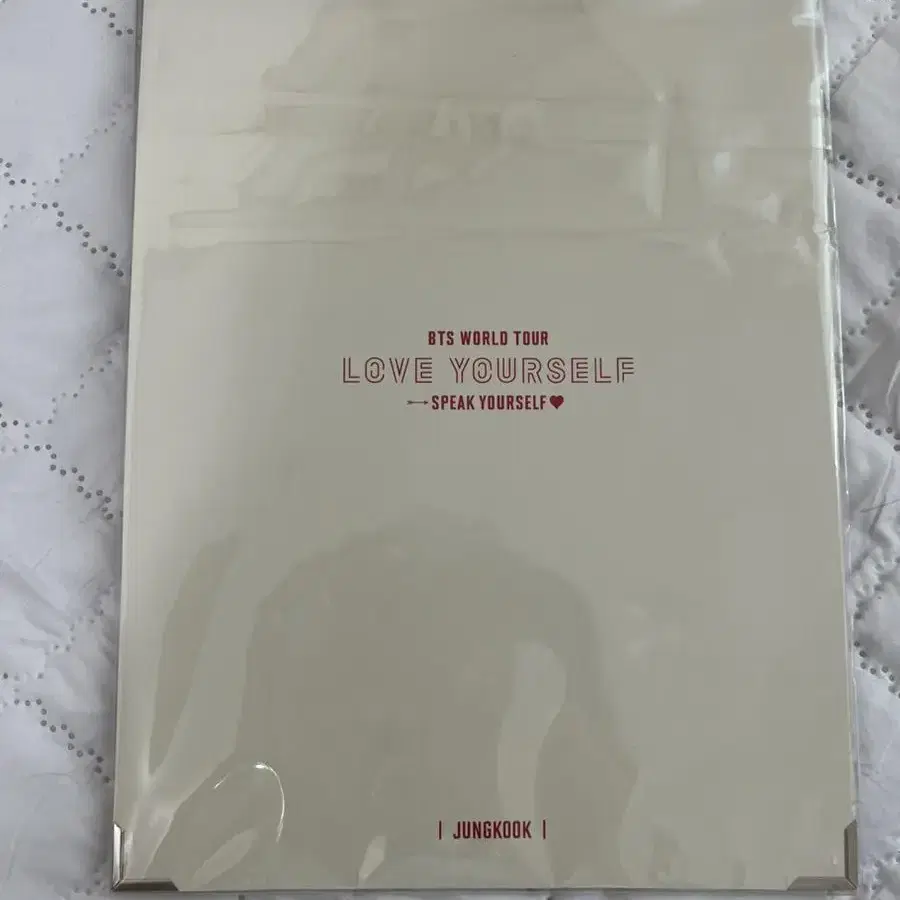 BTS WORLD TOUR
LOVE YOURSELF
SPEAK YOURSELF
| JUNGKOOK |